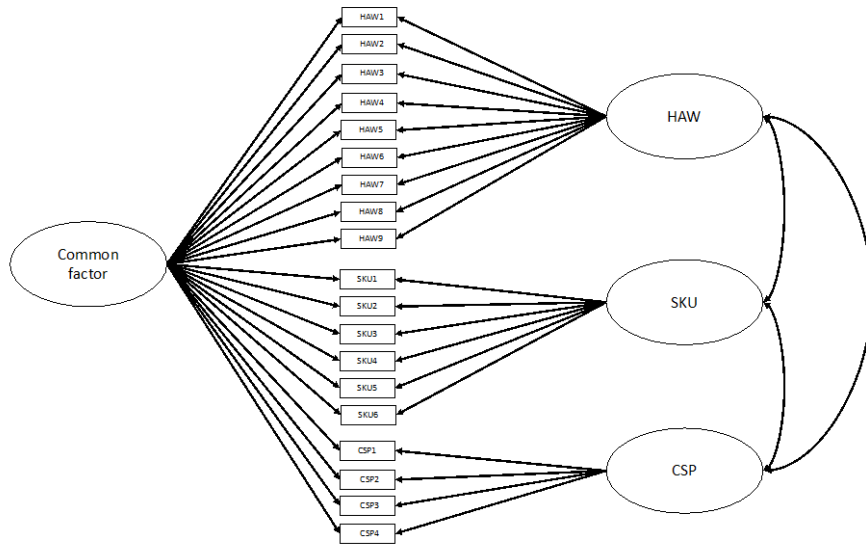 HAW1
HAW2
HAW3
HAW4
HAW5
HAW6
HAW7
HAW8
HAW9
SKU1
SKU2
SKU3
SKU4
SKU5
SKU6
CSP1
CSP2
CSP3
CSP4
Common
factor
HAW
SKU
CSP